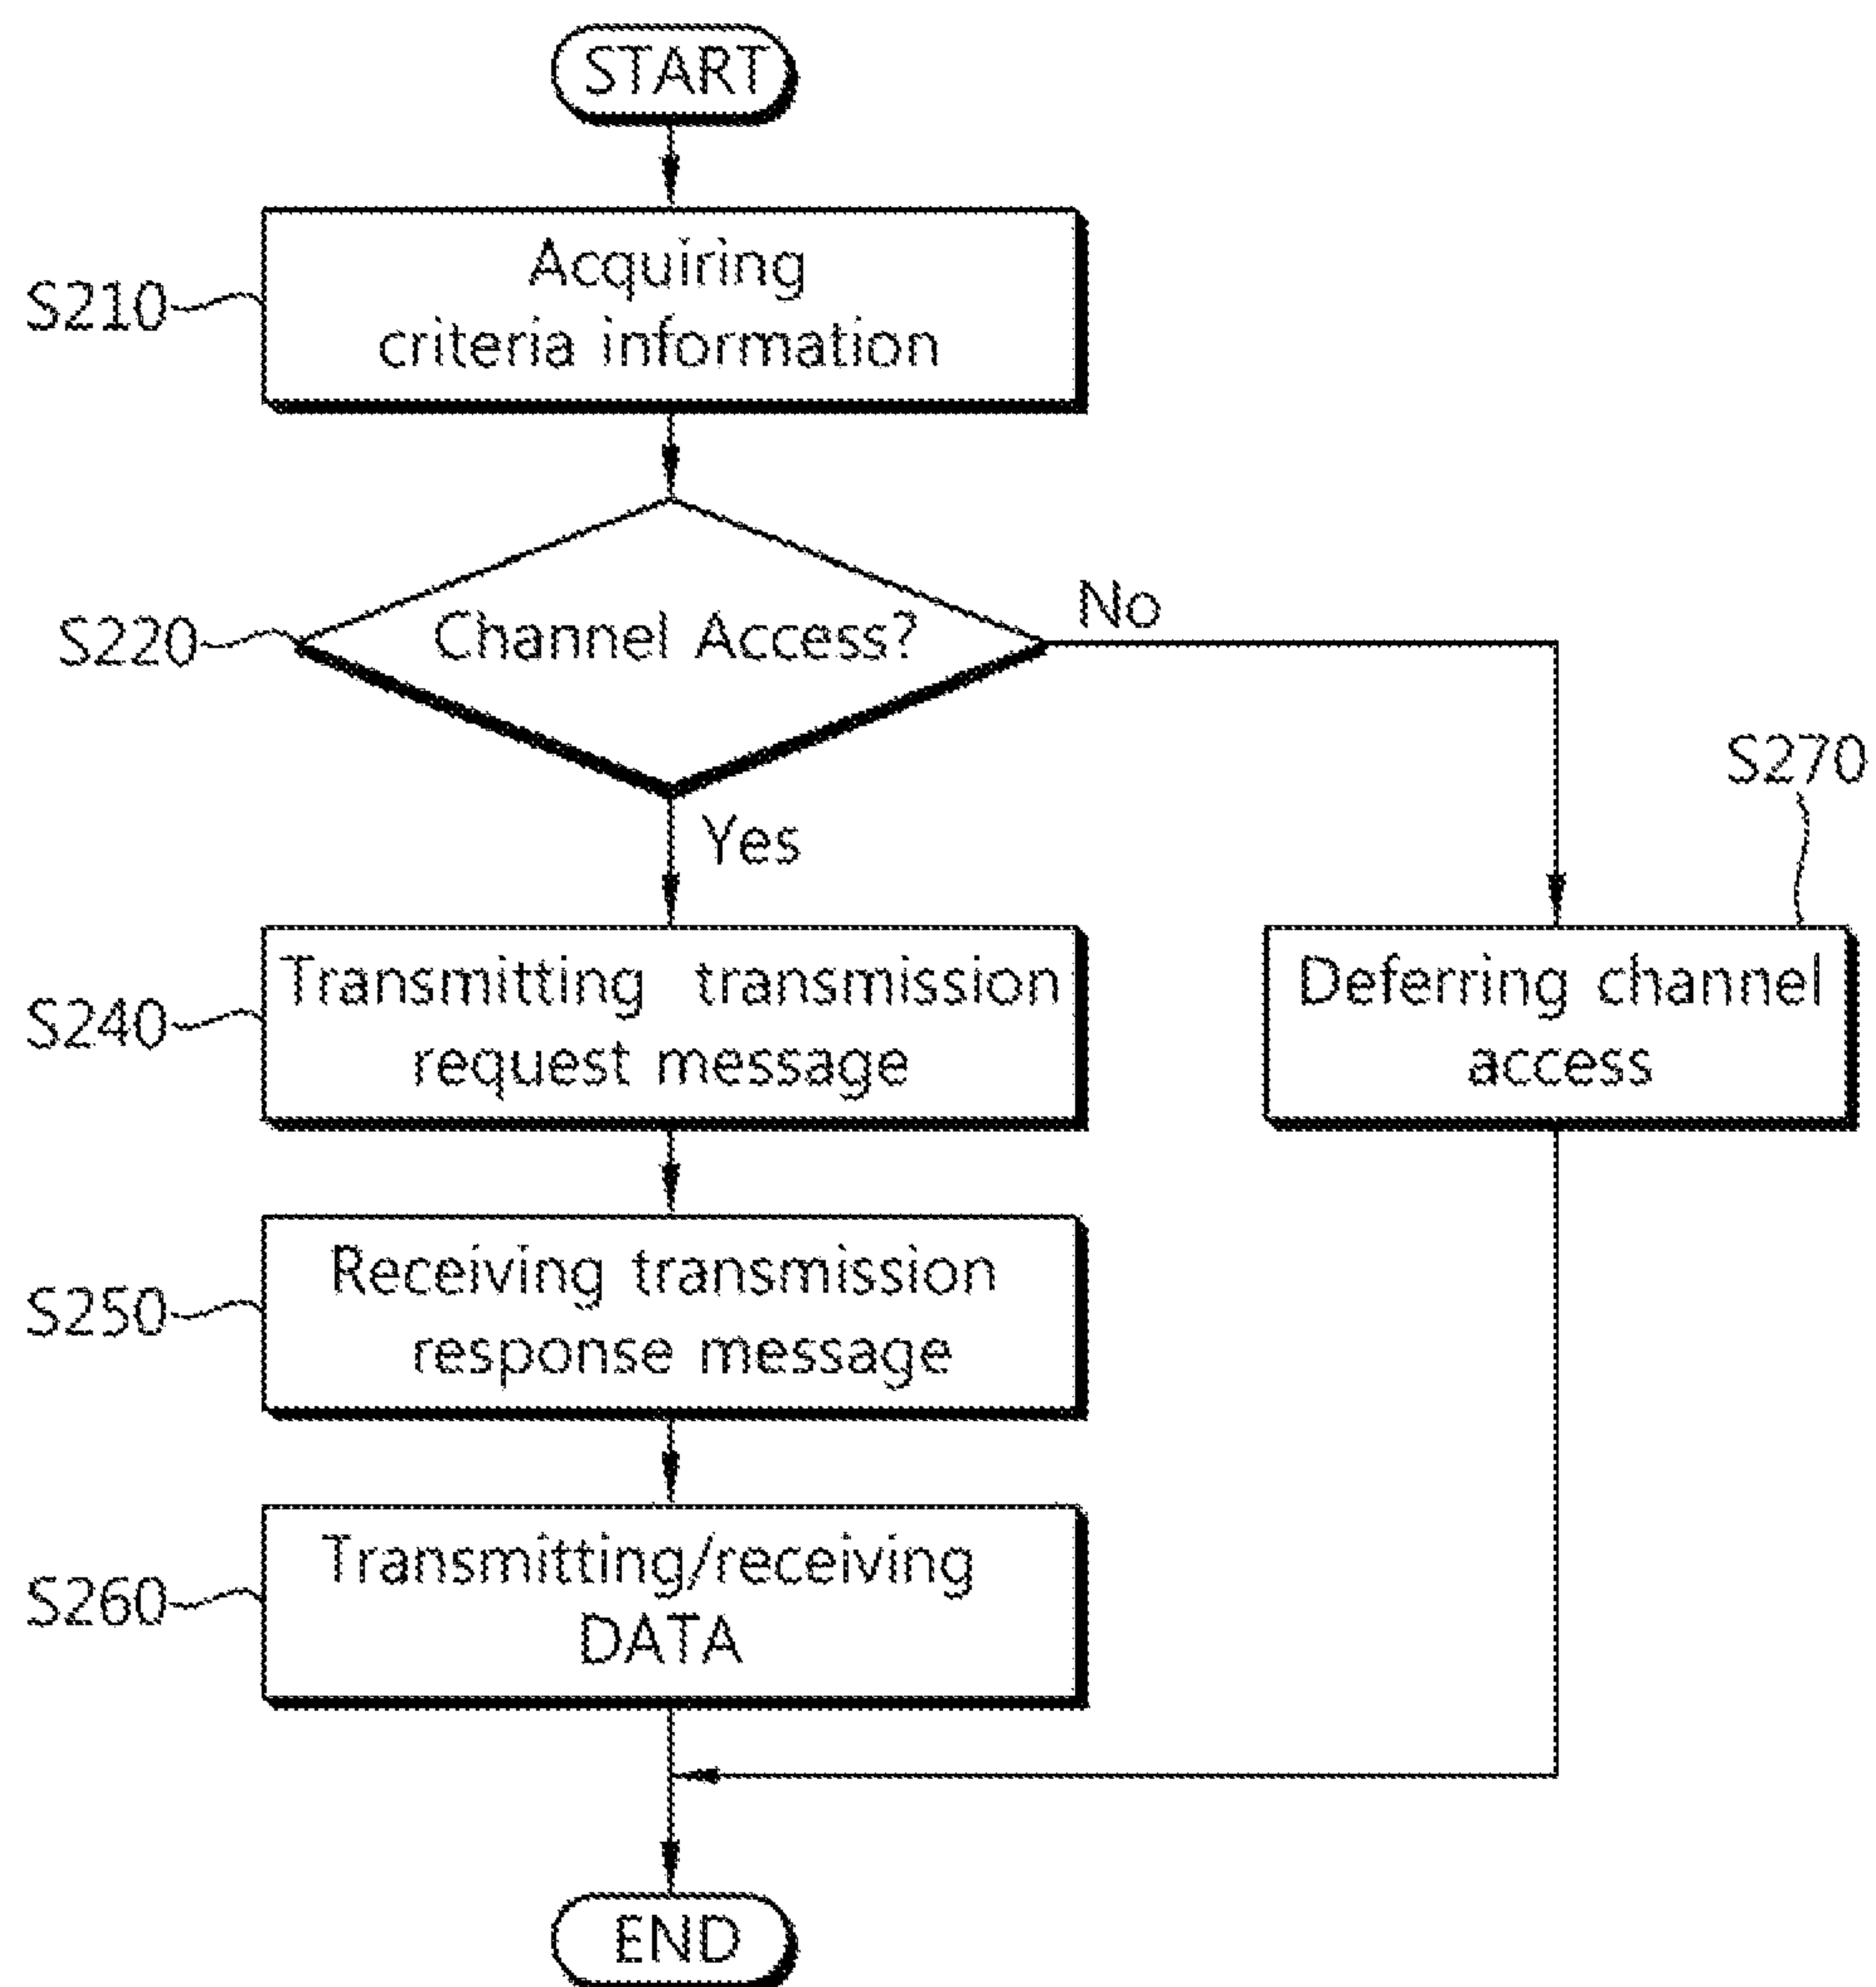 START
S210
Acquiring
criteria information
S220
Channel Access?
No
Yes
S270
S240
Transmitting transmission
request message
Deferring channel
access
S250
Receiving transmission
response message
S260
Transmitting/receiving
DATA
END